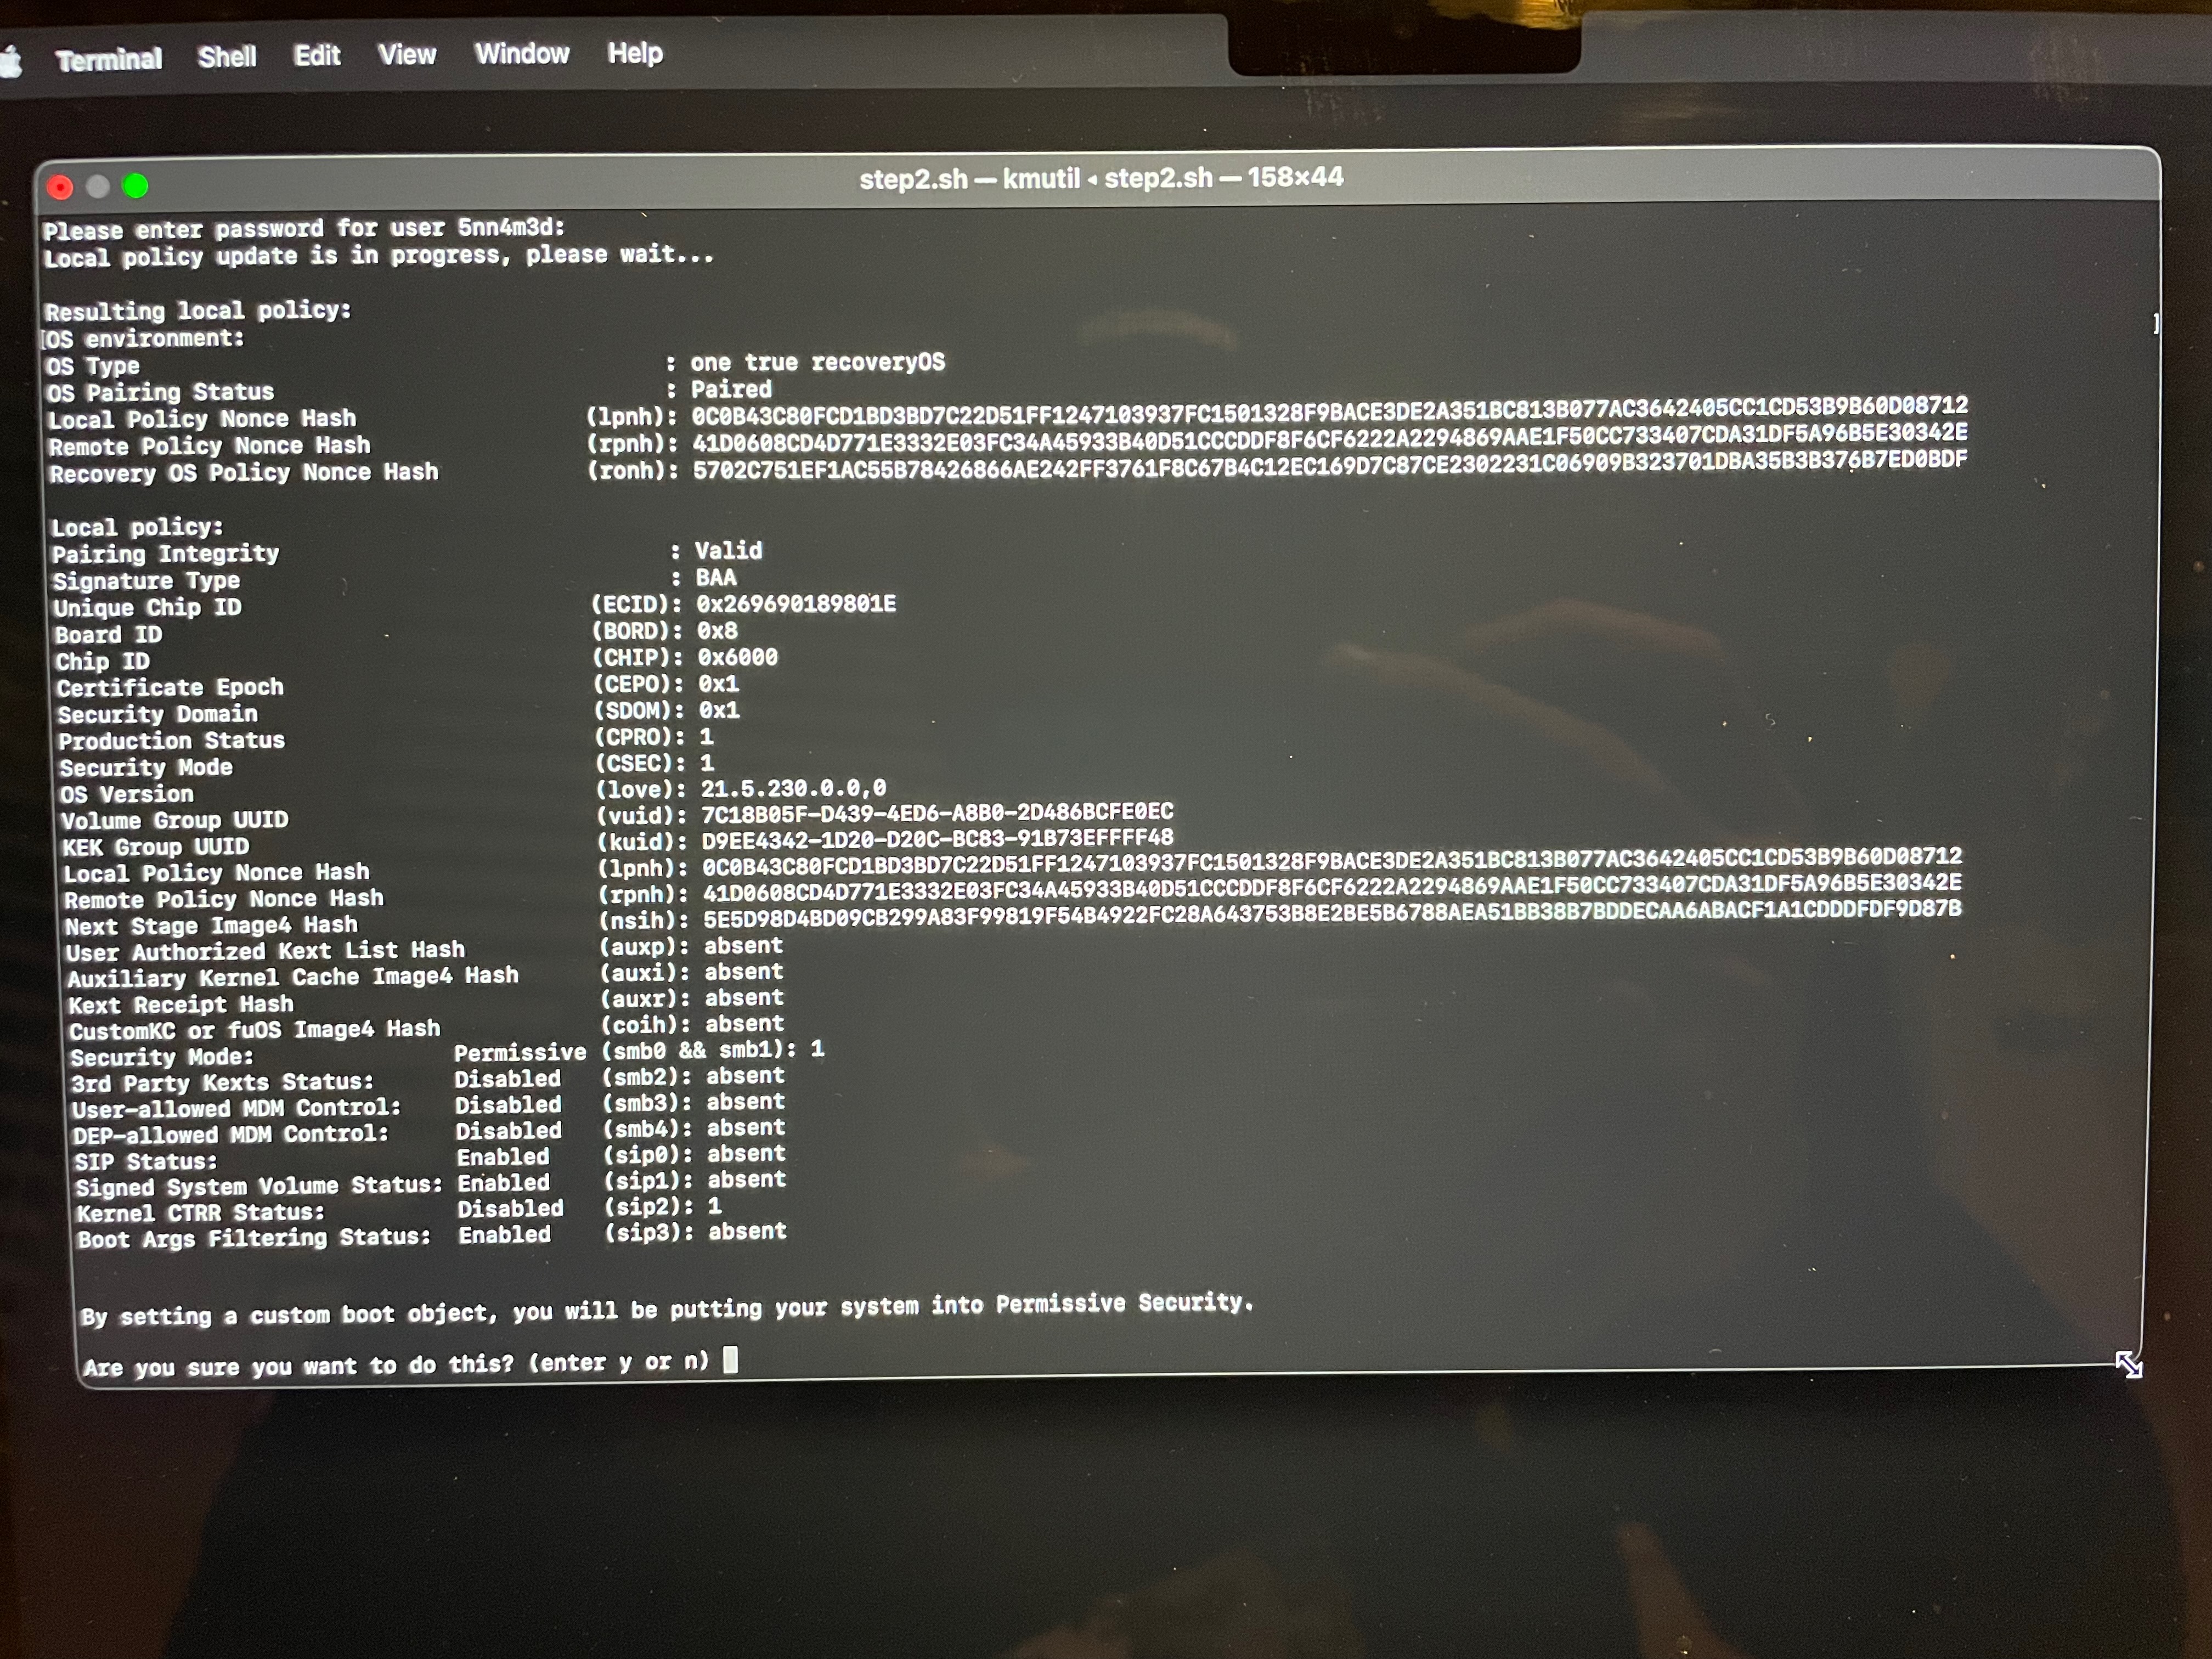 Terminal Shell Edit View Window Help
step2.sh — kmutil ◂ step2.sh — 158×44
Please enter password for user 5nn4m3d:
Local policy update is in progress, please wait...
Resulting local policy:
[OS environment: ]
OS Type : one true recoveryOS
OS Pairing Status : Paired
Local Policy Nonce Hash (lpnh): 0C0B43C80FCD1BD3BD7C22D51FF1247103937FC1501328F9BACE3DE2A351BC813B077AC3642405CC1CD53B9B60D08712
Remote Policy Nonce Hash (rpnh): 41D0608CD4D771E3332E03FC34A45933B40D51CCCDDF8F6CF6222A2294869AAE1F50CC733407CDA31DF5A96B5E30342E
Recovery OS Policy Nonce Hash (ronh): 5702C751EF1AC55B78426866AE242FF3761F8C67B4C12EC169D7C87CE2302231C06909B323701DBA35B3B376B7ED0BDF
Local policy:
Pairing Integrity : Valid
Signature Type : BAA
Unique Chip ID (ECID): 0x269690189801E
Board ID (BORD): 0x8
Chip ID (CHIP): 0x6000
Certificate Epoch (CEPO): 0x1
Security Domain (SDOM): 0x1
Production Status (CPRO): 1
Security Mode (CSEC): 1
OS Version (love): 21.5.230.0.0,0
Volume Group UUID (vuid): 7C18B05F-D439-4ED6-A8B0-2D486BCFE0EC
KEK Group UUID (kuid): D9EE4342-1D20-D20C-BC83-91B73EFFFF48
Local Policy Nonce Hash (lpnh): 0C0B43C80FCD1BD3BD7C22D51FF1247103937FC1501328F9BACE3DE2A351BC813B077AC3642405CC1CD53B9B60D08712
Remote Policy Nonce Hash (rpnh): 41D0608CD4D771E3332E03FC34A45933B40D51CCCDDF8F6CF6222A2294869AAE1F50CC733407CDA31DF5A96B5E30342E
Next Stage Image4 Hash (nsih): 5E5D98D4BD09CB299A83F99819F54B4922FC28A643753B8E2BE5B6788AEA51BB38B7BDDECAA6ABACF1A1CDDDFDF9D87B
User Authorized Kext List Hash (auxp): absent
Auxiliary Kernel Cache Image4 Hash (auxi): absent
Kext Receipt Hash (auxr): absent
CustomKC or fuOS Image4 Hash (coih): absent
Security Mode: Permissive (smb0 && smb1): 1
3rd Party Kexts Status: Disabled (smb2): absent
User-allowed MDM Control: Disabled (smb3): absent
DEP-allowed MDM Control: Disabled (smb4): absent
SIP Status: Enabled (sip0): absent
Signed System Volume Status: Enabled (sip1): absent
Kernel CTRR Status: Disabled (sip2): 1
Boot Args Filtering Status: Enabled (sip3): absent
By setting a custom boot object, you will be putting your system into Permissive Security.
Are you sure you want to do this? (enter y or n)